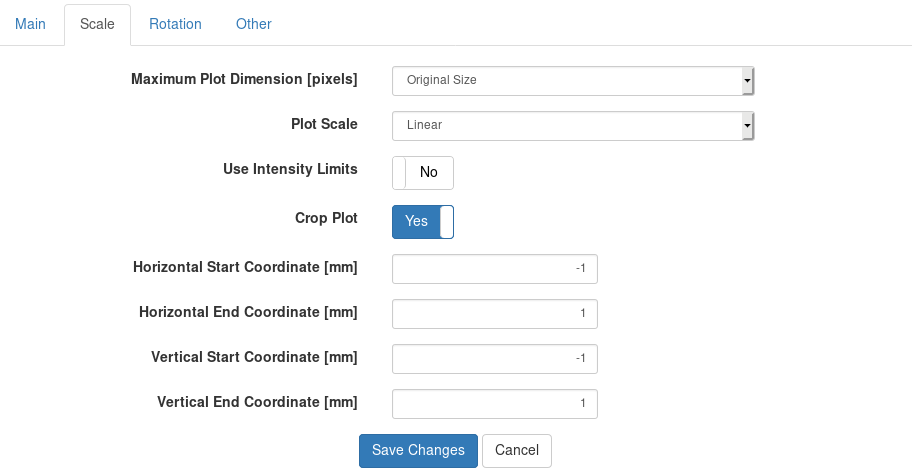 Main Scale Rotation Other
Maximum Plot Dimension [pixels] Original Size
Plot Scale Linear
Use Intensity Limits No
Crop Plot Yes
Horizontal Start Coordinate [mm] -1
Horizontal End Coordinate [mm] 1
Vertical Start Coordinate [mm] -1
Vertical End Coordinate [mm] 1
Save Changes Cancel